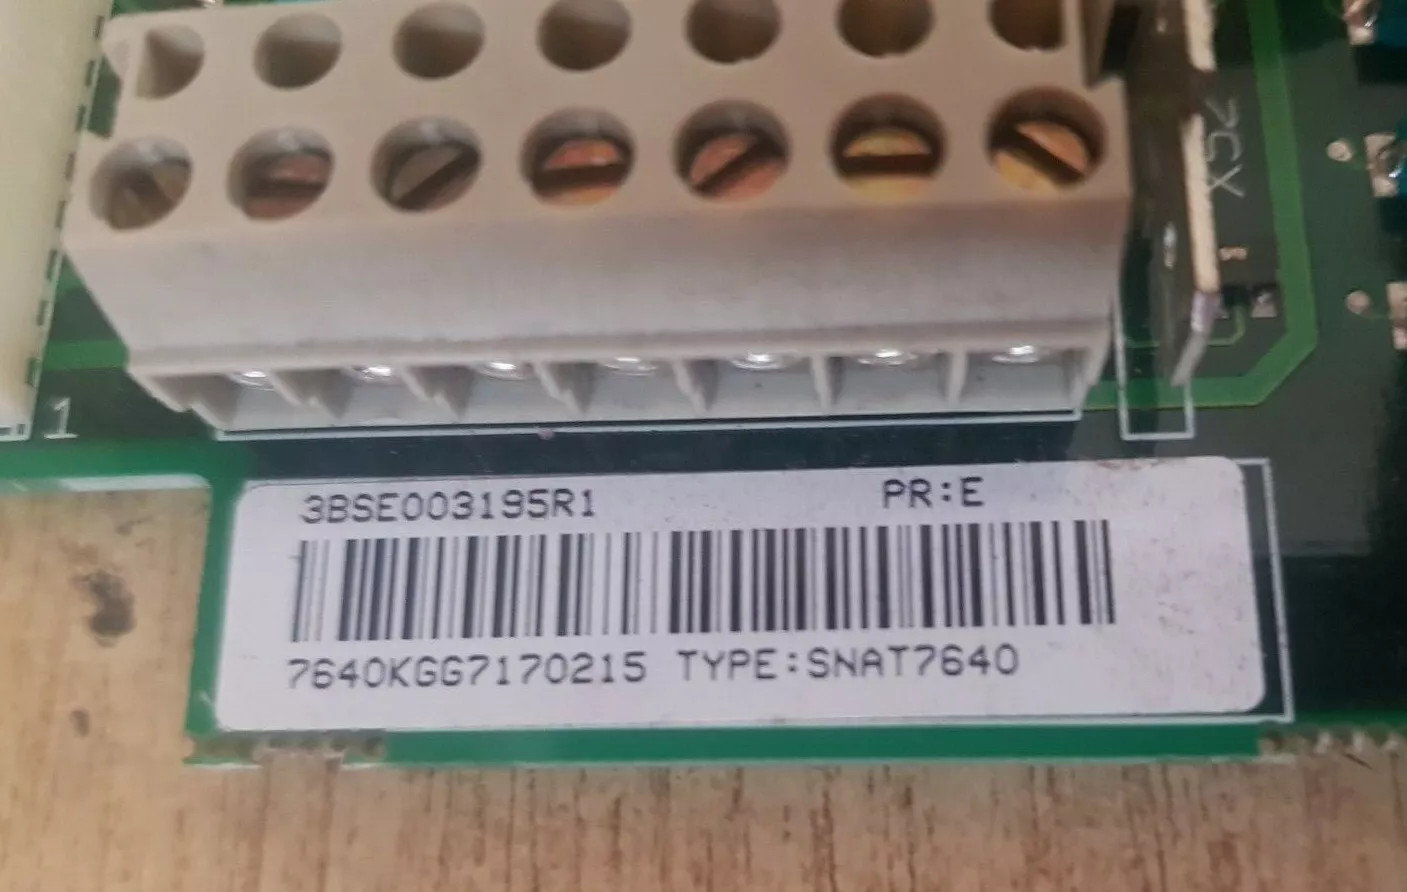 X52
1
3BSE003195R1 PR:E
7640KGG7170215 TYPE:SNAT7640